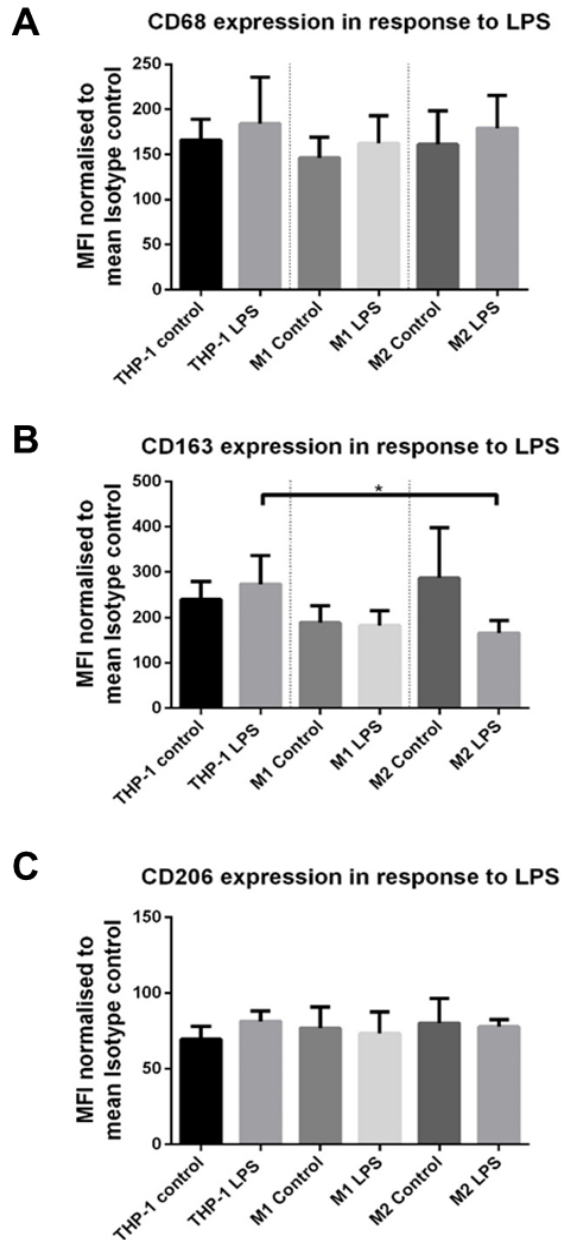 A
CD68 expression in response to LPS
MFI normalised to
mean Isotype control
250
200
150
100
50
0
THP-1 control
THP-1 LPS
M1 Control
M1 LPS
M2 Control
M2 LPS
B
CD163 expression in response to LPS
MFI normalised to
mean Isotype control
500
400
300
200
100
0
*
THP-1 control
THP-1 LPS
M1 Control
M1 LPS
M2 Control
M2 LPS
C
CD206 expression in response to LPS
MFI normalised to
mean Isotype control
150
100
50
0
THP-1 control
THP-1 LPS
M1 Control
M1 LPS
M2 Control
M2 LPS